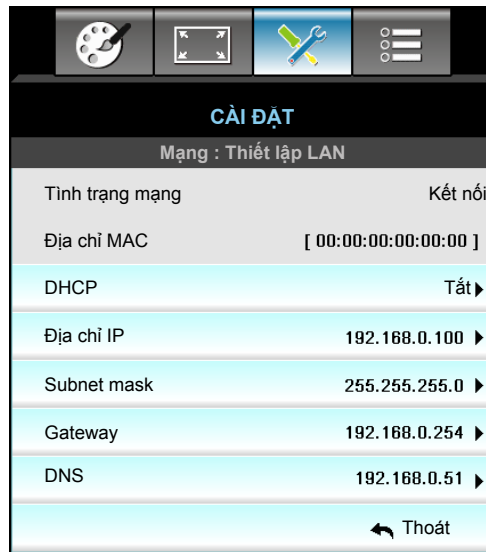 CÀI ĐẶT
Mạng : Thiết lập LAN
Tình trạng mạng Kết nối
Địa chỉ MAC [ 00:00:00:00:00:00 ]
DHCP Tắt
Địa chỉ IP 192.168.0.100
Subnet mask 255.255.255.0
Gateway 192.168.0.254
DNS 192.168.0.51
Thoát